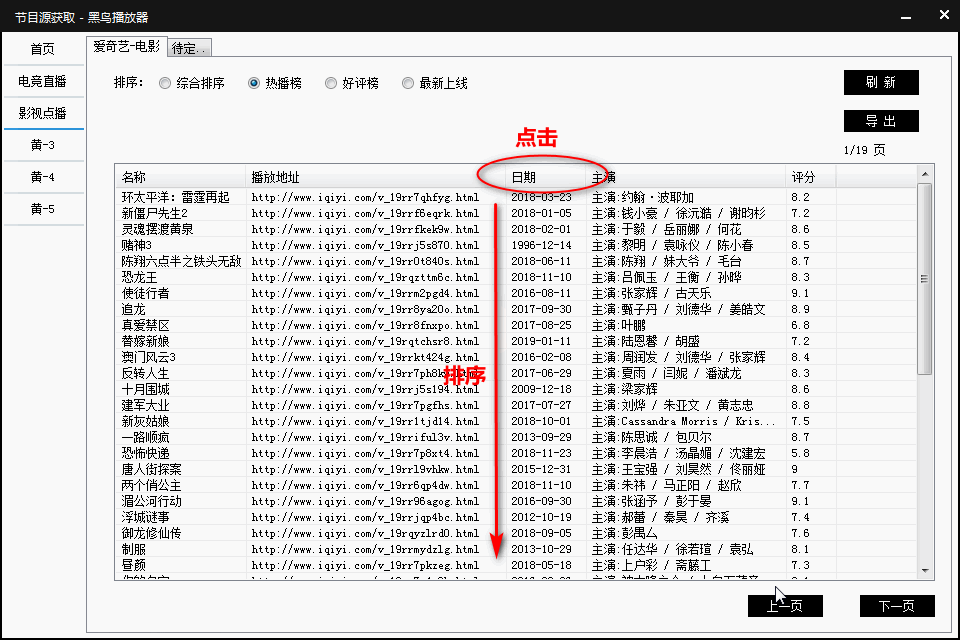 节目源获取 - 黑鸟播放器
首页
电竞直播
影视点播
黄-3
黄-4
黄-5
爱奇艺-电影 待定..
排序: 综合排序 热播榜 好评榜 最新上线
刷 新
导 出
1/19 页
点击
名称 播放地址 日期 主演 评分
环太平洋：雷霆再起 http://www.iqiyi.com/v_19rr7qhfyg.html 2018-03-23 主演:约翰·波耶加 8.2
新僵尸先生2 http://www.iqiyi.com/v_19rrf6eqrk.html 2018-01-05 主演:钱小豪 / 徐沅澔 / 谢昀杉 7.2
灵魂摆渡黄泉 http://www.iqiyi.com/v_19rrfkek9w.html 2018-02-01 主演:于毅 / 岳丽娜 / 何花 8.6
赌神3 http://www.iqiyi.com/v_19rrj5s870.html 1996-12-14 主演:黎明 / 袁咏仪 / 陈小春 8.5
陈翔六点半之铁头无敌 http://www.iqiyi.com/v_19rr0t840s.html 2018-06-11 主演:陈翔 / 妹大爷 / 毛台 8.7
恐龙王 http://www.iqiyi.com/v_19rqzttm6c.html 2018-11-10 主演:吕佩玉 / 王衡 / 孙晔 8.3
使徒行者 http://www.iqiyi.com/v_19rrm2pgd4.html 2016-08-11 主演:张家辉 / 古天乐 9.1
追龙 http://www.iqiyi.com/v_19rr8ya20o.html 2017-09-30 主演:甄子丹 / 刘德华 / 姜皓文 8.9
真爱禁区 http://www.iqiyi.com/v_19rr8fnxpo.html 2017-08-25 主演:叶鹏 6.8
替嫁新娘 http://www.iqiyi.com/v_19rqtchsr8.html 2019-01-11 主演:陆恩馨 / 胡盛 7.2
澳门风云3 http://www.iqiyi.com/v_19rrkt424g.html 2016-02-08 主演:周润发 / 刘德华 / 张家辉 8.4
反转人生 http://www.iqiyi.com/v_19rr7ph8k 2017-06-29 主演:夏雨 / 闫妮 / 潘斌龙 8.3
排序
十月围城 http://www.iqiyi.com/v_19rrj5s194.html 2009-12-18 主演:梁家辉 8.6
建军大业 http://www.iqiyi.com/v_19rr7pgfhs.html 2017-07-27 主演:刘烨 / 朱亚文 / 黄志忠 8.8
新灰姑娘 http://www.iqiyi.com/v_19rr1tjd14.html 2018-10-01 主演:Cassandra Morris / Kris... 7.5
一路顺疯 http://www.iqiyi.com/v_19rriful3v.html 2013-09-29 主演:陈思诚 / 包贝尔 8.7
恐怖快递 http://www.iqiyi.com/v_19rr7p8xt4.html 2018-11-23 主演:李晨浩 / 汤晶媚 / 沈建宏 5.8
唐人街探案 http://www.iqiyi.com/v_19rrl9vhkw.html 2015-12-31 主演:王宝强 / 刘昊然 / 佟丽娅 9
两个俏公主 http://www.iqiyi.com/v_19rr6qp4dw.html 2018-11-10 主演:朱祎 / 马正阳 / 赵欣 7.7
湄公河行动 http://www.iqiyi.com/v_19rr96agog.html 2016-09-30 主演:张涵予 / 彭于晏 9.1
浮城谜事 http://www.iqiyi.com/v_19rrjqp4bc.html 2012-10-19 主演:郝蕾 / 秦昊 / 齐溪 7.4
御龙修仙传 http://www.iqiyi.com/v_19rqyzlrd0.html 2018-09-05 主演:彭禺厶 7.6
制服 http://www.iqiyi.com/v_19rrmydzlg.html 2013-10-29 主演:任达华 / 徐若瑄 / 袁弘 8.1
昼颜 http://www.iqiyi.com/v_19rr7pkzeg.html 2018-05-18 主演:上户彩 / 斋藤工 7.3
上一页 下一页